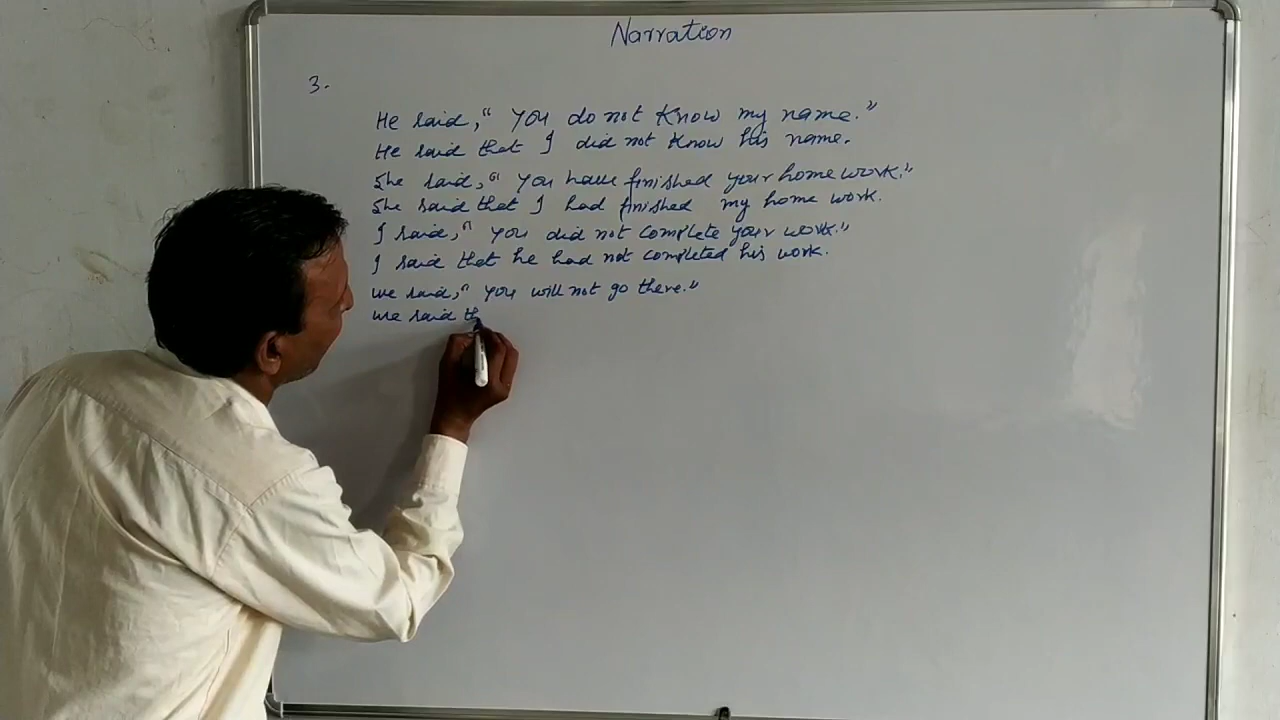 Narration
3.
He said, "You do not know my name."
He said that I did not know his name.
She said, "You have finished your home work."
She said that I had finished my home work.
I said, "You did not complete your work."
I said that he had not completed his work.
We said, "You will not go there."
We said th